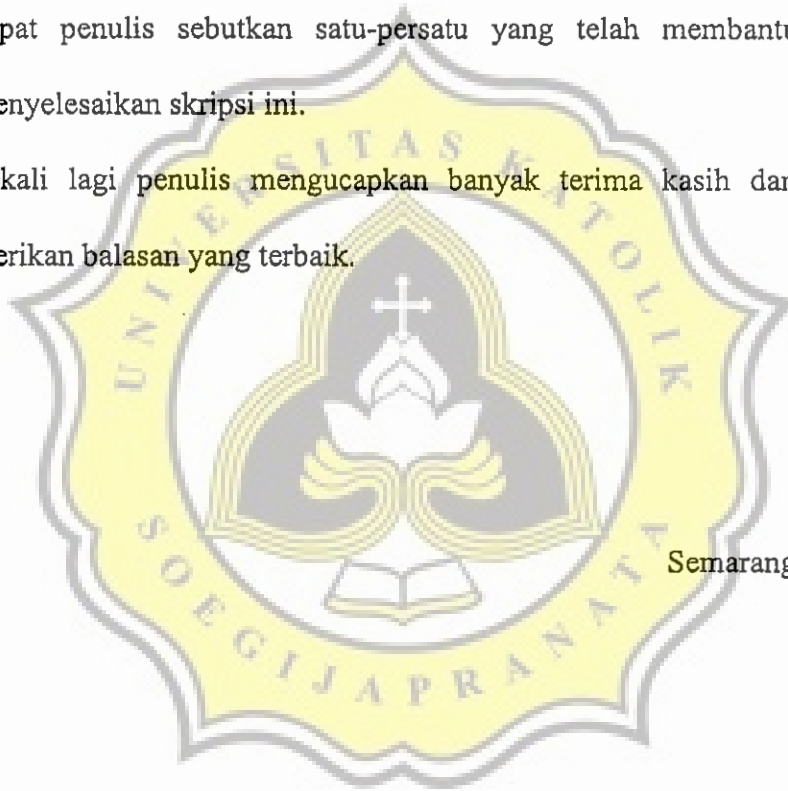 pat penulis sebutkan satu-persatu yang telah membantu
enyelesaikan skripsi ini.
kali lagi penulis mengucapkan banyak terima kasih dan
erikan balasan yang terbaik.
UNIVERSITAS KATOLIK
SOEGIJAPRANATA
Semarang